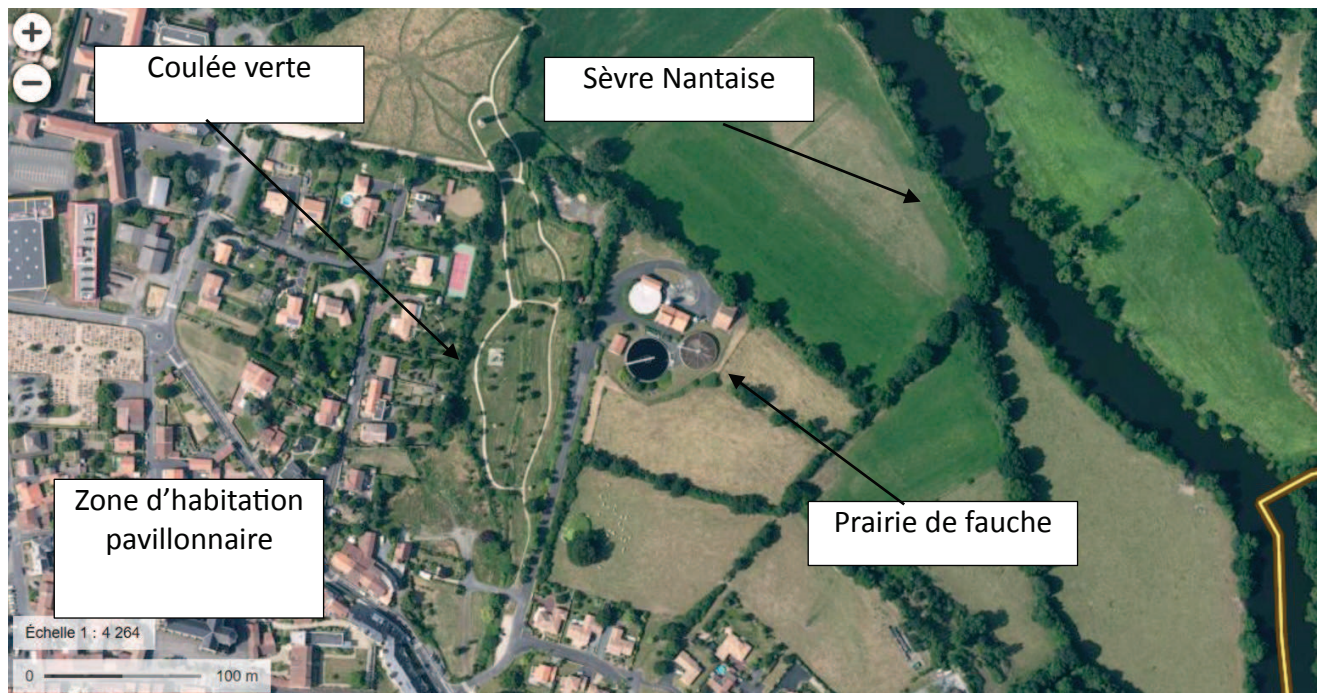 +
−
Coulée verte
Sèvre Nantaise
Zone d'habitation
pavillonnaire
Prairie de fauche
Échelle 1 : 4 264
0 100 m